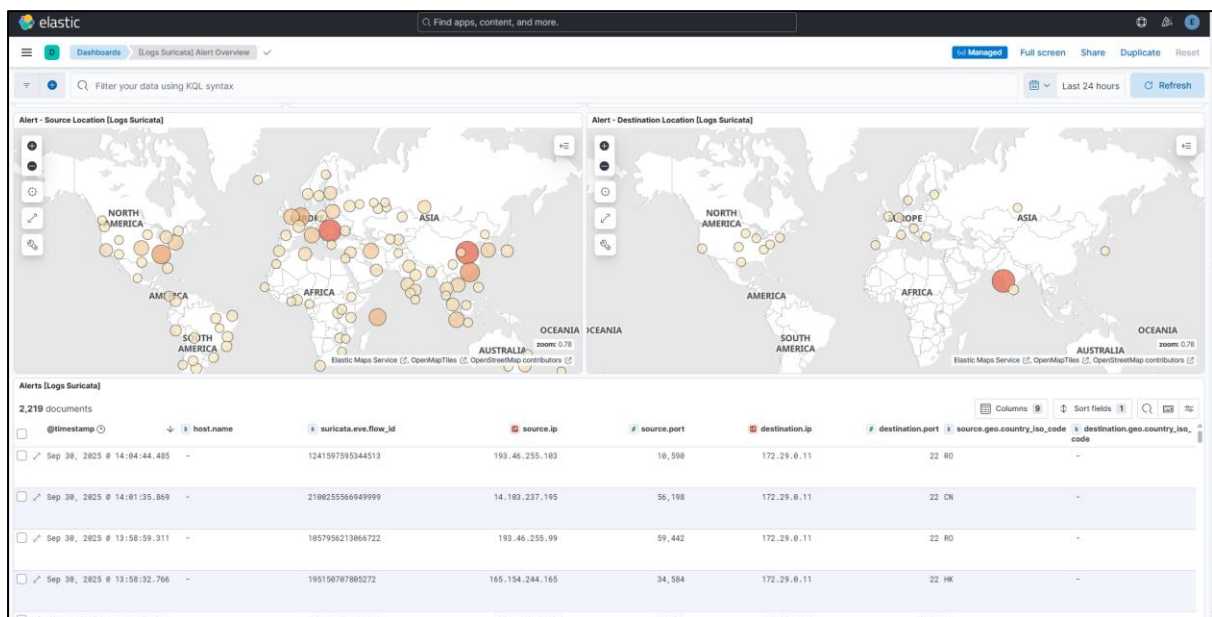 elastic
Find apps, content, and more.
E
D Dashboards [Logs Suricata] Alert Overview
Managed Full screen Share Duplicate Reset
Filter your data using KQL syntax
Last 24 hours Refresh
Alert - Source Location [Logs Suricata]
NORTH
AMERICA
ASIA
AFRICA
SOUTH
AMERICA
OCEANIA
AUSTRALIA
zoom: 0.78
Elastic Maps Service, OpenMapTiles, OpenStreetMap contributors
Alert - Destination Location [Logs Suricata]
NORTH
AMERICA
EUROPE
ASIA
AMERICA
AFRICA
OCEANIA
OCEANIA
SOUTH
AMERICA
AUSTRALIA
zoom: 0.78
Elastic Maps Service, OpenMapTiles, OpenStreetMap contributors
Alerts [Logs Suricata]
2,219 documents
Columns 9 Sort fields 1
@timestamp k host.name k suricata.eve.flow_id source.ip # source.port destination.ip # destination.port k source.geo.country_iso_code k destination.geo.country_iso_
code
Sep 30, 2025 @ 14:04:44.485 - 1241597595344513 193.46.255.103 10,590 172.29.0.11 22 RO -
Sep 30, 2025 @ 14:01:35.869 - 2100255566949999 14.103.237.195 56,198 172.29.0.11 22 CN -
Sep 30, 2025 @ 13:58:59.311 - 1057956213066722 193.46.255.99 59,442 172.29.0.11 22 RO -
Sep 30, 2025 @ 13:58:32.766 - 195150707805272 165.154.244.165 34,504 172.29.0.11 22 HK -